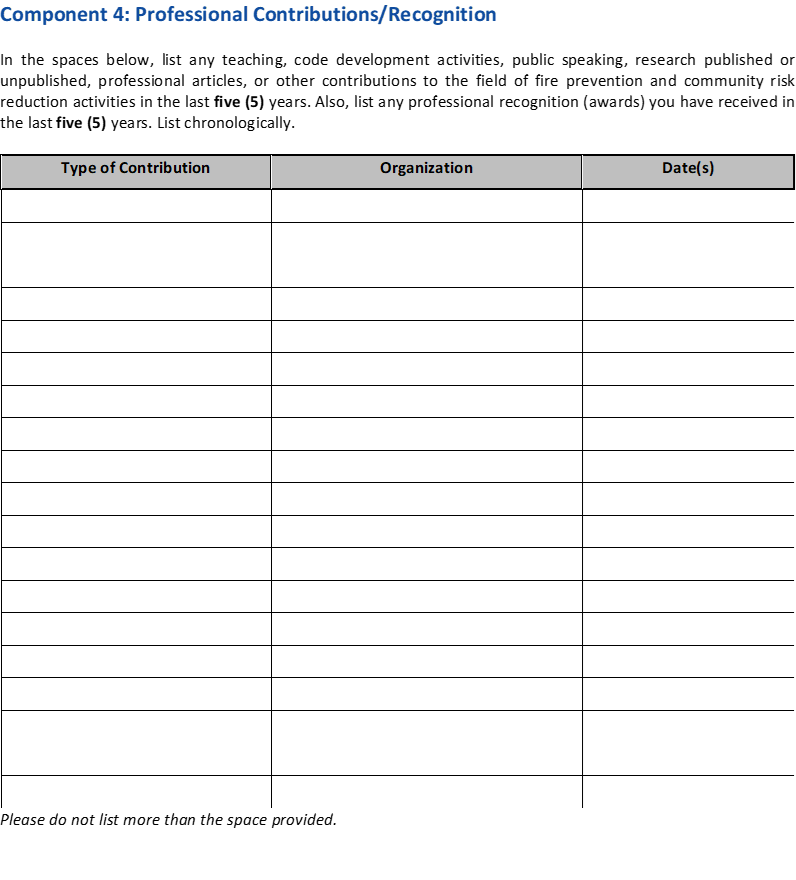 Component 4: Professional Contributions/Recognition
In the spaces below, list any teaching, code development activities, public speaking, research published or
unpublished, professional articles, or other contributions to the field of fire prevention and community risk
reduction activities in the last five (5) years. Also, list any professional recognition (awards) you have received in
the last five (5) years. List chronologically.
Type of Contribution Organization Date(s)
Please do not list more than the space provided.